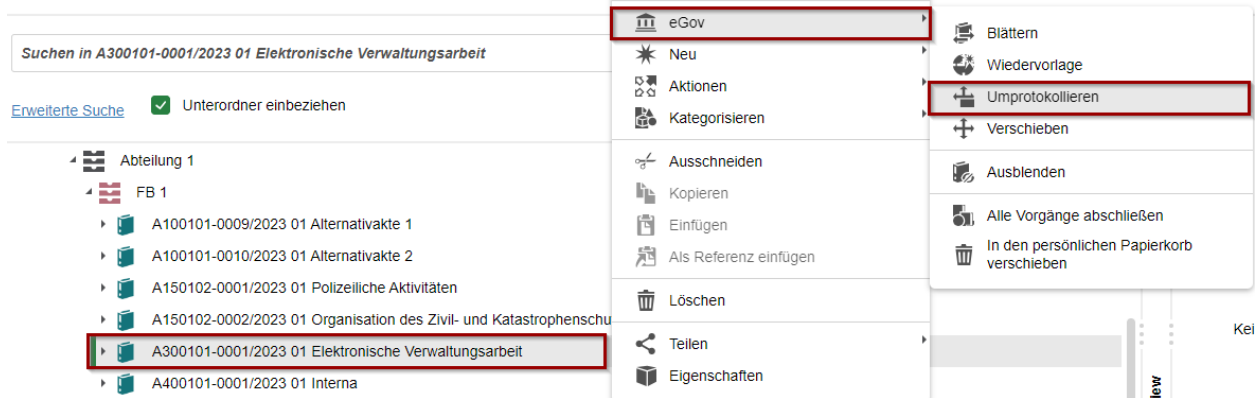 Suchen in A300101-0001/2023 01 Elektronische Verwaltungsarbeit
Erweiterte Suche
Unterordner einbeziehen
Abteilung 1
FB 1
A100101-0009/2023 01 Alternativakte 1
A100101-0010/2023 01 Alternativakte 2
A150102-0001/2023 01 Polizeiliche Aktivitäten
A150102-0002/2023 01 Organisation des Zivil- und Katastrophenschu
A300101-0001/2023 01 Elektronische Verwaltungsarbeit
A400101-0001/2023 01 Interna
eGov
Neu
Aktionen
Kategorisieren
Ausschneiden
Kopieren
Einfügen
Als Referenz einfügen
Löschen
Teilen
Eigenschaften
Blättern
Wiedervorlage
Umprotokollieren
Verschieben
Ausblenden
Alle Vorgänge abschließen
In den persönlichen Papierkorb
verschieben
Kei
iew